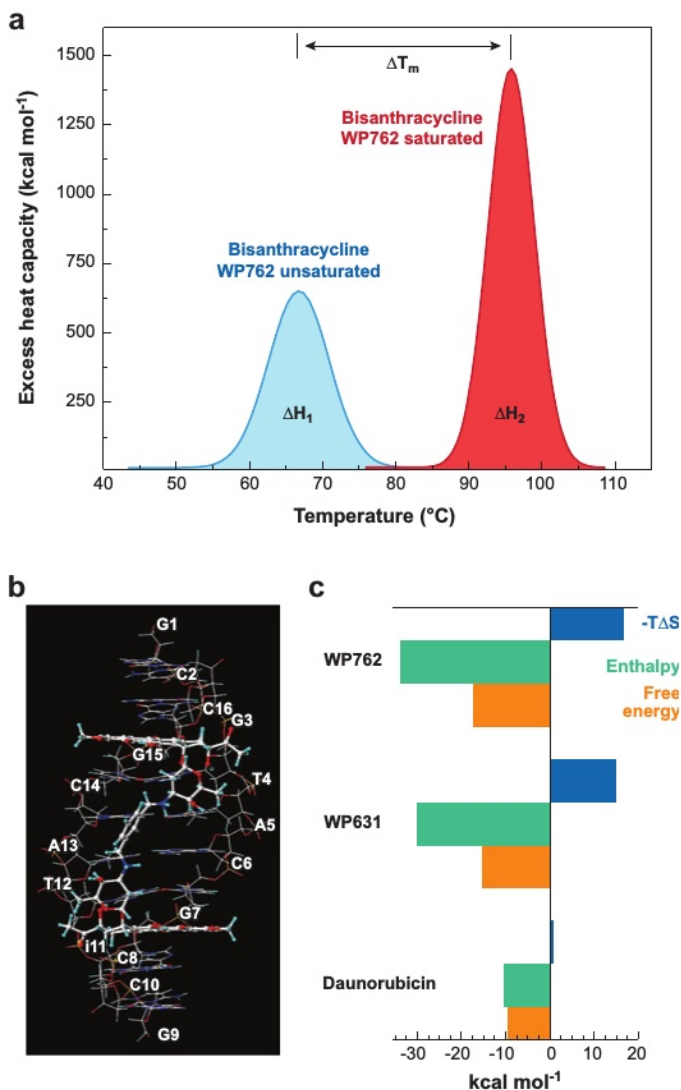 a
Excess heat capacity (kcal mol⁻¹)
1500
1250
1000
750
500
250
ΔTₘ
Bisanthracycline
WP762 saturated
Bisanthracycline
WP762 unsaturated
ΔH₁
ΔH₂
40 50 60 70 80 90 100 110
Temperature (°C)
b
G1
C2
C16
G3
G15
C14
T4
A5
A13
C6
T12
G7
i11
C8
C10
G9
c
-TΔS
WP762
Enthalpy
Free
energy
WP631
Daunorubicin
-30 -20 -10 0 10 20
kcal mol⁻¹